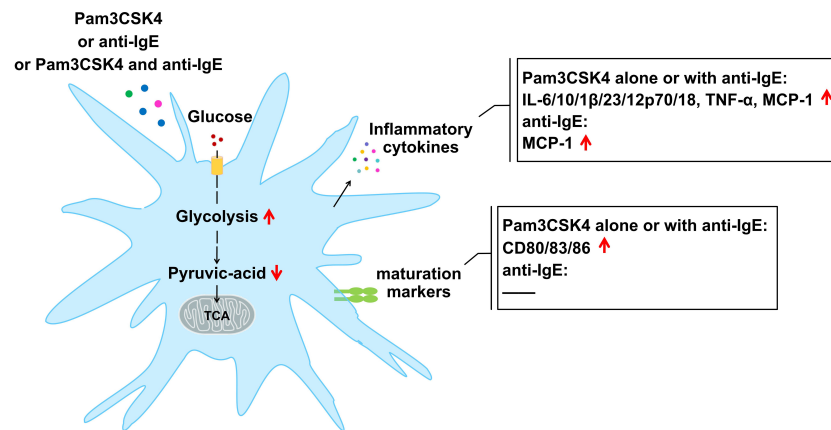 Pam3CSK4
or anti-IgE
or Pam3CSK4 and anti-IgE
Glucose
Glycolysis
Pyruvic-acid
TCA
Inflammatory
cytokines
Pam3CSK4 alone or with anti-IgE:
IL-6/10/1β/23/12p70/18, TNF-α, MCP-1
anti-IgE:
MCP-1
maturation
markers
Pam3CSK4 alone or with anti-IgE:
CD80/83/86
anti-IgE: